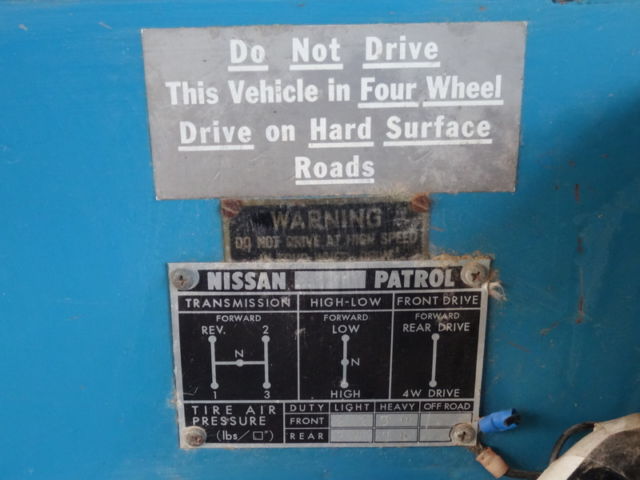 Do Not Drive
This Vehicle in Four Wheel
Drive on Hard Surface
Roads
WARNING
DO NOT DRIVE AT HIGH SPEED
NISSAN PATROL
TRANSMISSION HIGH-LOW FRONT DRIVE
FORWARD FORWARD FORWARD
REV. 2 LOW REAR DRIVE
N N
1 3 HIGH 4W DRIVE
TIRE AIR DUTY LIGHT HEAVY OFF ROAD
PRESSURE FRONT
(lbs/□") REAR